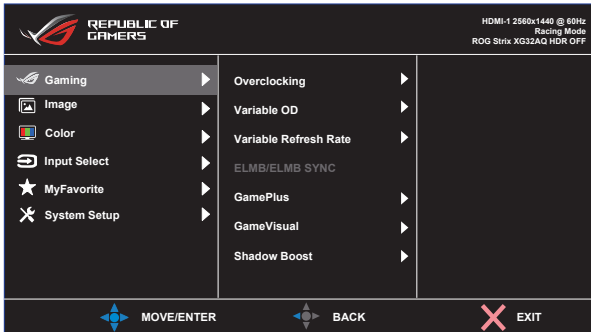 REPUBLIC OF
GAMERS
HDMI-1 2560x1440 @ 60Hz
Racing Mode
ROG Strix XG32AQ HDR OFF
Gaming
Image
Color
Input Select
MyFavorite
System Setup
Overclocking
Variable OD
Variable Refresh Rate
ELMB/ELMB SYNC
GamePlus
GameVisual
Shadow Boost
MOVE/ENTER
BACK
EXIT